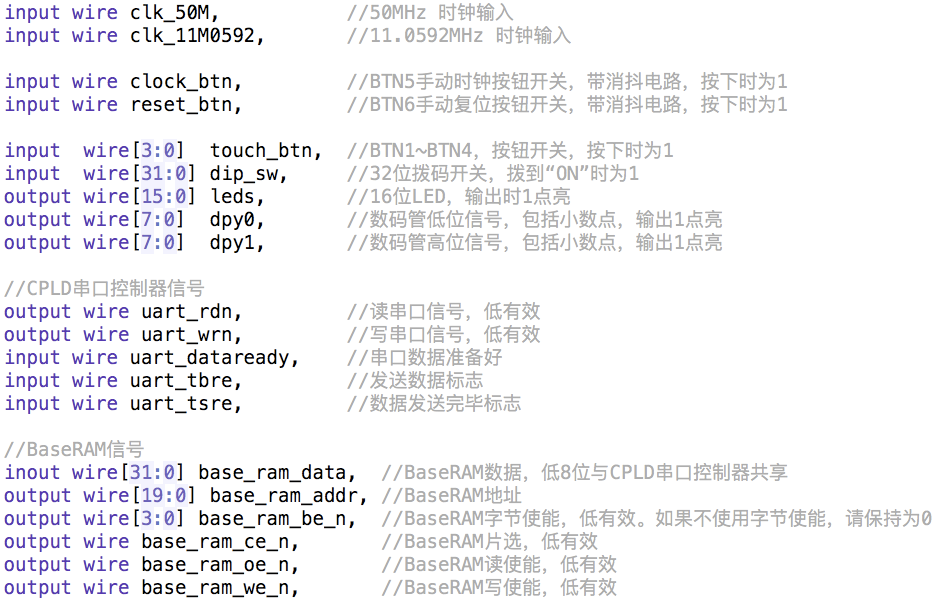 input wire clk_50M,           //50MHz 时钟输入
input wire clk_11M0592,       //11.0592MHz 时钟输入
input wire clock_btn,         //BTN5手动时钟按钮开关，带消抖电路，按下时为1
input wire reset_btn,         //BTN6手动复位按钮开关，带消抖电路，按下时为1
input  wire[3:0]  touch_btn,  //BTN1~BTN4，按钮开关，按下时为1
input  wire[31:0] dip_sw,     //32位拨码开关，拨到“ON”时为1
output wire[15:0] leds,       //16位LED，输出时1点亮
output wire[7:0]  dpy0,       //数码管低位信号，包括小数点，输出1点亮
output wire[7:0]  dpy1,       //数码管高位信号，包括小数点，输出1点亮
//CPLD串口控制器信号
output wire uart_rdn,         //读串口信号，低有效
output wire uart_wrn,         //写串口信号，低有效
input wire uart_dataready,    //串口数据准备好
input wire uart_tbre,         //发送数据标志
input wire uart_tsre,         //数据发送完毕标志
//BaseRAM信号
inout wire[31:0] base_ram_data,  //BaseRAM数据，低8位与CPLD串口控制器共享
output wire[19:0] base_ram_addr, //BaseRAM地址
output wire[3:0] base_ram_be_n,  //BaseRAM字节使能，低有效。如果不使用字节使能，请保持为0
output wire base_ram_ce_n,       //BaseRAM片选，低有效
output wire base_ram_oe_n,       //BaseRAM读使能，低有效
output wire base_ram_we_n,       //BaseRAM写使能，低有效